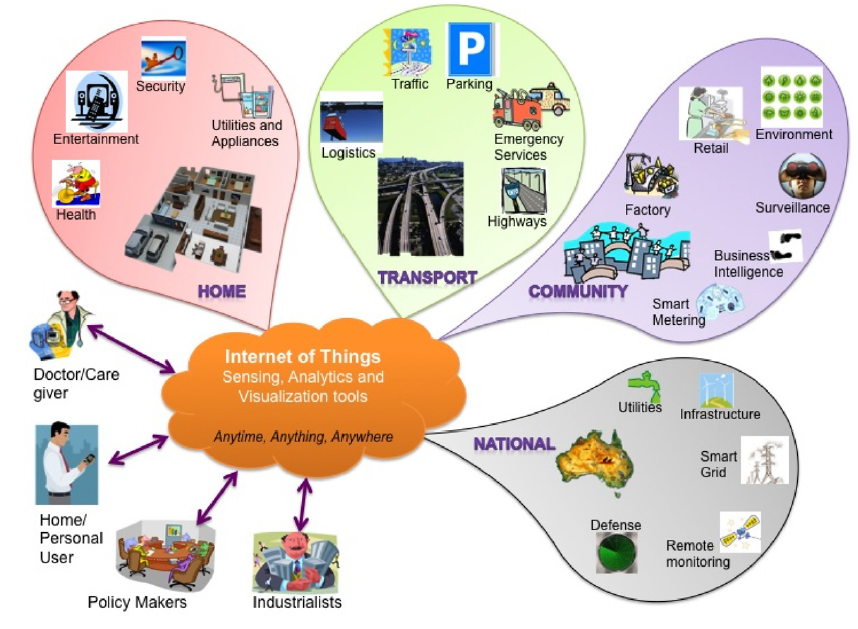 Security
Entertainment
Utilities and
Appliances
Health
HOME
Traffic
P
Parking
Logistics
Emergency
Services
Highways
TRANSPORT
Retail
Environment
Factory
Surveillance
Business
Intelligence
Smart
Metering
COMMUNITY
Internet of Things
Sensing, Analytics and
Visualization tools
Anytime, Anything, Anywhere
NATIONAL
Utilities
Infrastructure
Smart
Grid
Defense
Remote
monitoring
Doctor/Care
giver
Home/
Personal
User
Policy Makers
Industrialists